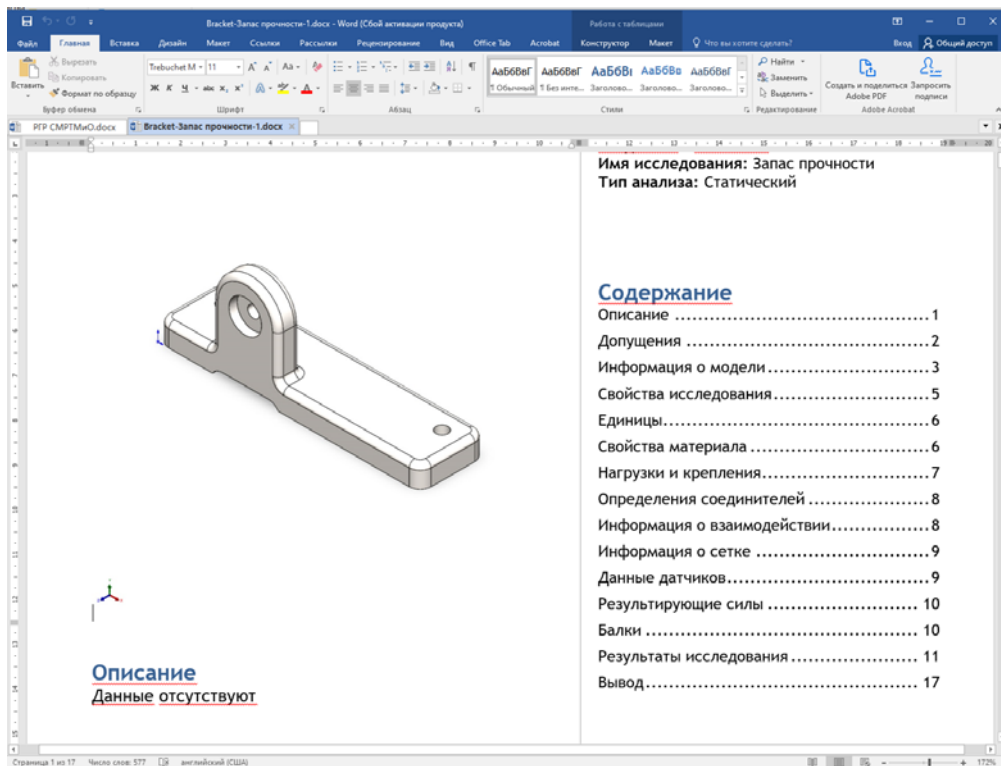 Bracket-Запас прочности-1.docx - Word (Сбой активации продукта)
Работа с таблицами
Файл Главная Вставка Дизайн Макет Ссылки Рассылки Рецензирование Вид Office Tab Acrobat Конструктор Макет Что вы хотите сделать? Вход Общий доступ
Вставить
Вырезать
Копировать
Формат по образцу
Буфер обмена
Trebuchet M 11
Ж К Ч abc x, x'
Шрифт
Абзац
АаБбВвГ АаБбВвГ АаБбВı АаБбВв АаБбВвГ
¶ Обычный ¶ Без инте... Заголово... Заголово... Заголово...
Стили
Найти
Заменить
Выделить
Редактирование
Создать и поделиться Adobe PDF
Запросить подписи
Adobe Acrobat
РГР СМРТМиО.docx Bracket-Запас прочности-1.docx
Имя исследования: Запас прочности
Тип анализа: Статический
Содержание
Описание ... 1
Допущения ... 2
Информация о модели ... 3
Свойства исследования ... 5
Единицы ... 6
Свойства материала ... 6
Нагрузки и крепления ... 7
Определения соединителей ... 8
Информация о взаимодействии ... 8
Информация о сетке ... 9
Данные датчиков ... 9
Результирующие силы ... 10
Балки ... 10
Результаты исследования ... 11
Вывод ... 17
Описание
Данные отсутствуют
Страница 1 из 17 Число слов: 577 английский (США) 172%